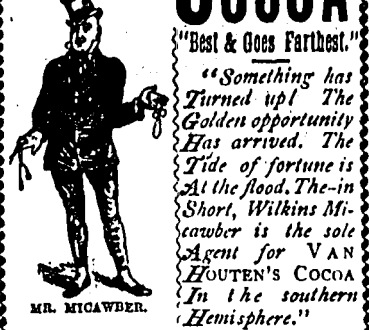 COCOA
"Best & Goes Farthest."
"Something has
Turned up! The
Golden opportunity
Has arrived. The
Tide of fortune is
At the flood. The-in
Short, Wilkins Mi-
cawber is the sole
Agent for VAN
HOUTEN'S COCOA
In the southern
Hemisphere."
MR. MICAWBER.